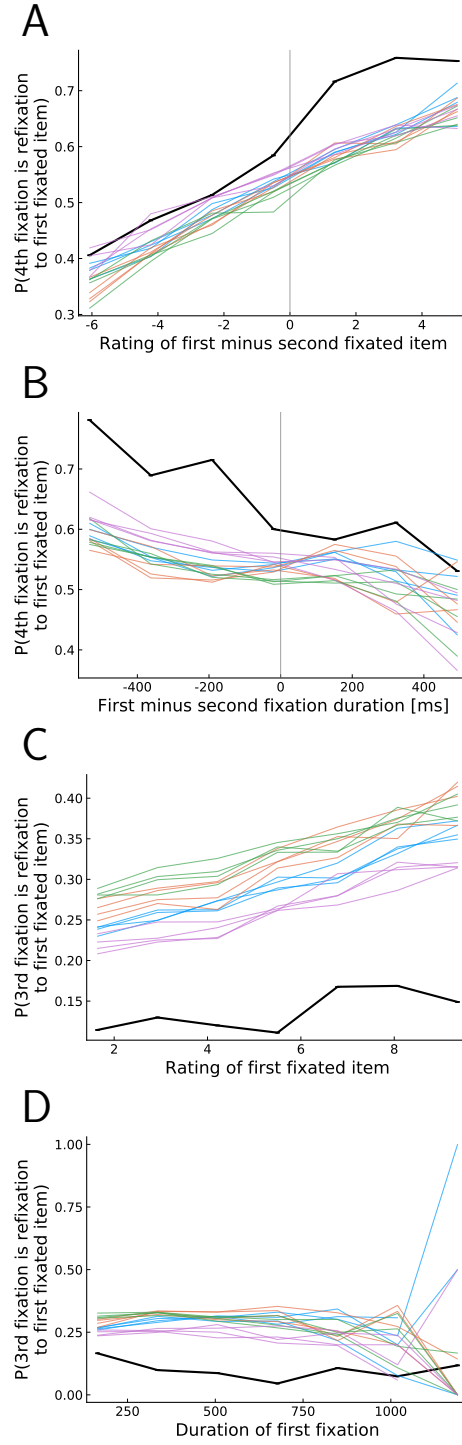 A
P(4th fixation is refixation
to first fixated item)
0.7
0.6
0.5
0.4
0.3
-6 -4 -2 0 2 4
Rating of first minus second fixated item
B
P(4th fixation is refixation
to first fixated item)
0.7
0.6
0.5
0.4
-400 -200 0 200 400
First minus second fixation duration [ms]
C
P(3rd fixation is refixation
to first fixated item)
0.40
0.35
0.30
0.25
0.20
0.15
2 4 6 8
Rating of first fixated item
D
P(3rd fixation is refixation
to first fixated item)
1.00
0.75
0.50
0.25
0.00
250 500 750 1000
Duration of first fixation